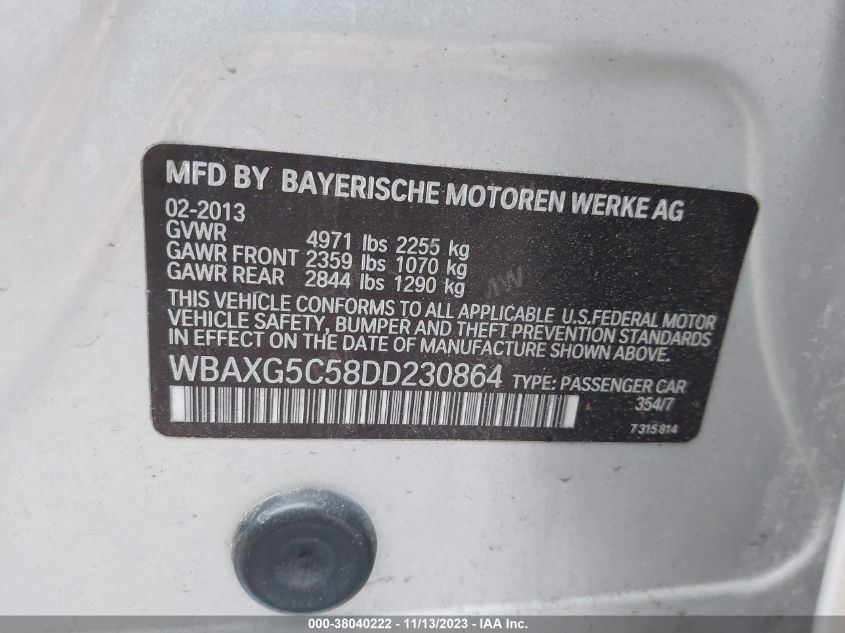 MFD BY BAYERISCHE MOTOREN WERKE AG
02-2013
GVWR 4971 lbs 2255 kg
GAWR FRONT 2359 lbs 1070 kg
GAWR REAR 2844 lbs 1290 kg
THIS VEHICLE CONFORMS TO ALL APPLICABLE U.S.FEDERAL MOTOR
VEHICLE SAFETY, BUMPER AND THEFT PREVENTION STANDARDS
IN EFFECT ON THE DATE OF MANUFACTURE SHOWN ABOVE.
WBAXG5C58DD230864 TYPE: PASSENGER CAR
354/7
7 315 814
000-38040222 - 11/13/2023 - IAA Inc.